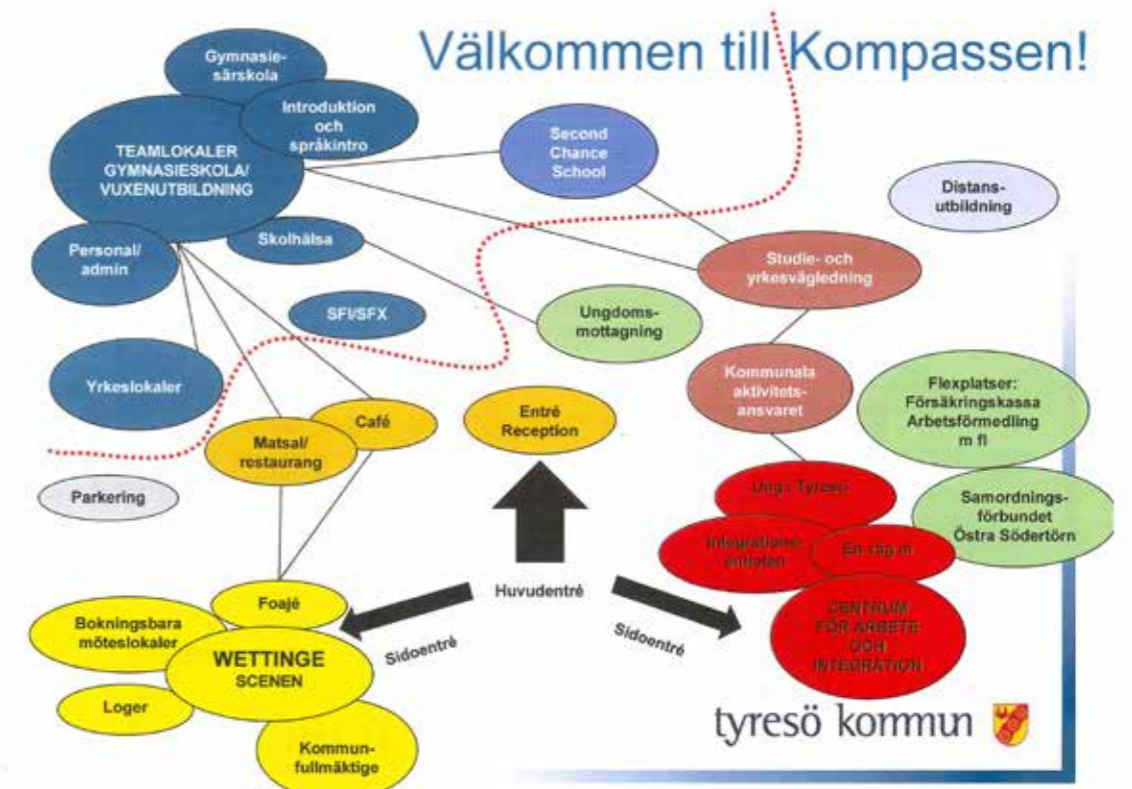 Välkommen till Kompassen!
Gymnasie-
särskola
Introduktion
och
språkintro
TEAMLOKALER
GYMNASIESKOLA/
VUXENUTBILDNING
Second
Chance
School
Distans-
utbildning
Personal/
admin
Skolhälsa
Studie- och
yrkesvägledning
SFI/SFX
Ungdoms-
mottagning
Yrkeslokaler
Kommunala
aktivitets-
ansvaret
Flexplatser:
Försäkringskassa
Arbetsförmedling
m fl
Café
Entré
Reception
Matsal/
restaurang
Parkering
Ung i Tyresö
Samordnings-
förbundet
Östra Södertörn
Integrations-
enheten
En väg in
Huvudentré
Foajé
Bokningsbara
möteslokaler
Sidoentré
Sidoentré
CENTRUM
FÖR ARBETE
OCH
INTEGRATION
WETTINGE
SCENEN
Loger
Kommun-
fullmäktige
tyresö kommun